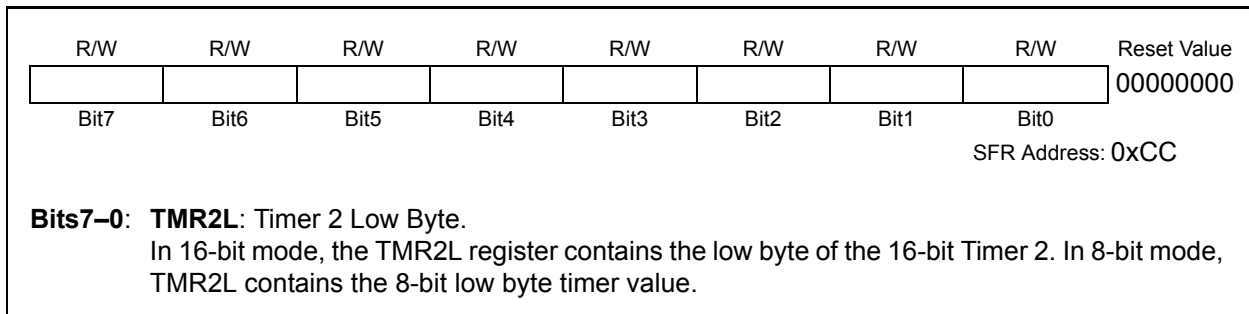 R/W R/W R/W R/W R/W R/W R/W R/W Reset Value
00000000
Bit7 Bit6 Bit5 Bit4 Bit3 Bit2 Bit1 Bit0
SFR Address: 0xCC
Bits7–0: TMR2L: Timer 2 Low Byte.
In 16-bit mode, the TMR2L register contains the low byte of the 16-bit Timer 2. In 8-bit mode,
TMR2L contains the 8-bit low byte timer value.